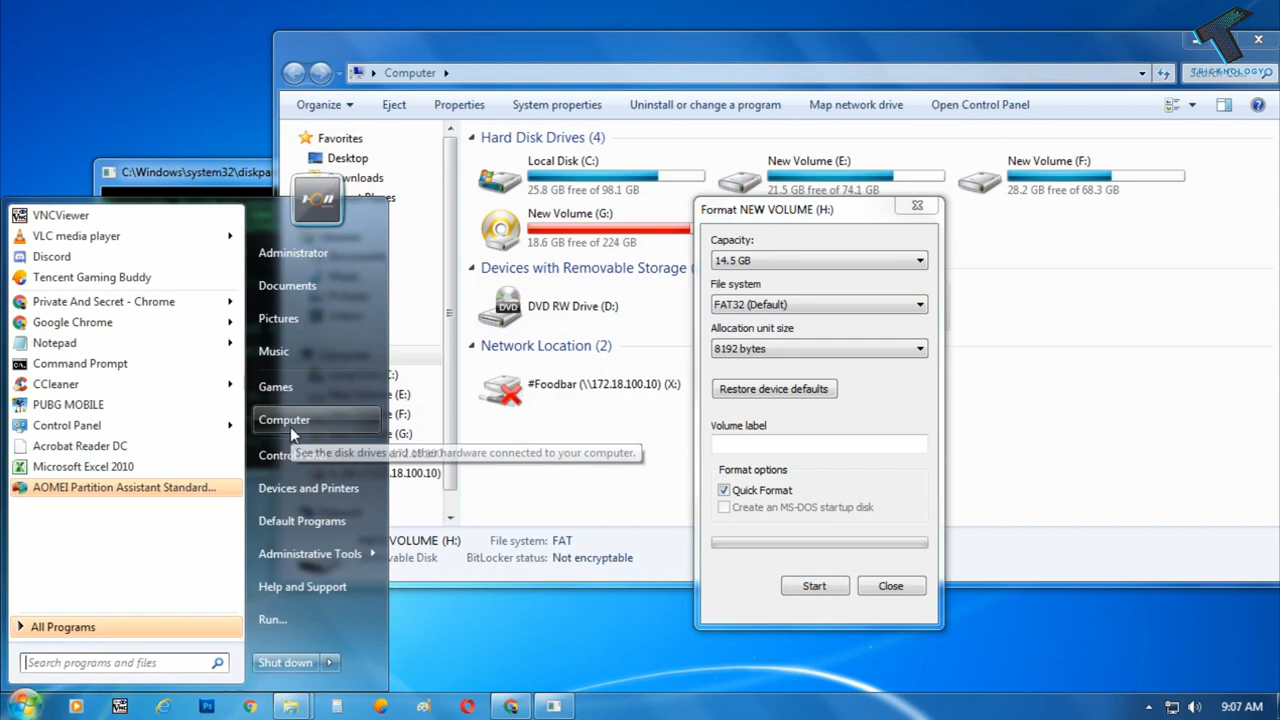 TRICKNOLOGY
Computer
Organize
Eject
Properties
System properties
Uninstall or change a program
Map network drive
Open Control Panel
Favorites
Desktop
ownloads
Hard Disk Drives (4)
Local Disk (C:)
25.8 GB free of 98.1 GB
New Volume (E:)
21.5 GB free of 74.1 GB
New Volume (F:)
28.2 GB free of 68.3 GB
New Volume (G:)
18.6 GB free of 224 GB
Devices with Removable Storage
DVD RW Drive (D:)
Network Location (2)
#Foodbar (\\172.18.100.10) (X:)
(E:)
(F:)
(G:)
.18.100.10)
VOLUME (H:)
File system: FAT
vable Disk
BitLocker status: Not encryptable
C:\Windows\system32\diskpa
VNCViewer
VLC media player
Discord
Tencent Gaming Buddy
Private And Secret - Chrome
Google Chrome
Notepad
Command Prompt
CCleaner
PUBG MOBILE
Control Panel
Acrobat Reader DC
Microsoft Excel 2010
AOMEI Partition Assistant Standard...
All Programs
Search programs and files
Administrator
Documents
Pictures
Music
Games
Computer
See the disk drives and other hardware connected to your computer.
Devices and Printers
Default Programs
Administrative Tools
Help and Support
Run...
Shut down
Format NEW VOLUME (H:)
Capacity:
14.5 GB
File system
FAT32 (Default)
Allocation unit size
8192 bytes
Restore device defaults
Volume label
Format options
Quick Format
Create an MS-DOS startup disk
Start
Close
9:07 AM